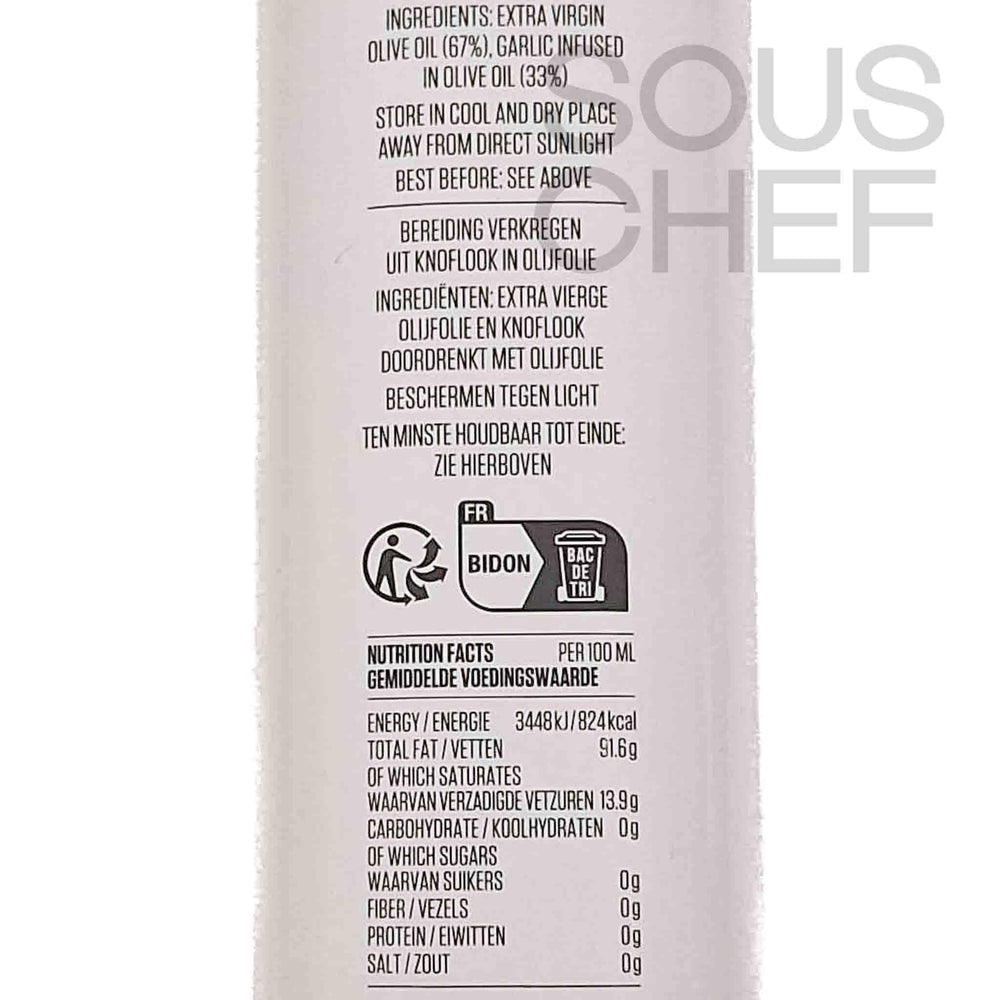 INGREDIENTS: EXTRA VIRGIN
OLIVE OIL (67%), GARLIC INFUSED
IN OLIVE OIL (33%)
STORE IN COOL AND DRY PLACE
AWAY FROM DIRECT SUNLIGHT
BEST BEFORE: SEE ABOVE
SOUS
CHEF
BEREIDING VERKREGEN
UIT KNOFLOOK IN OLIJFOLIE
INGREDIËNTEN: EXTRA VIERGE
OLIJFOLIE EN KNOFLOOK
DOORDRENKT MET OLIJFOLIE
BESCHERMEN TEGEN LICHT
TEN MINSTE HOUDBAAR TOT EINDE:
ZIE HIERBOVEN
FR
BIDON
BAC
DE
TRI
NUTRITION FACTS PER 100 ML
GEMIDDELDE VOEDINGSWAARDE
ENERGY / ENERGIE 3448kJ/824kcal
TOTAL FAT / VETTEN 91.6g
OF WHICH SATURATES
WAARVAN VERZADIGDE VETZUREN 13.9g
CARBOHYDRATE / KOOLHYDRATEN 0g
OF WHICH SUGARS
WAARVAN SUIKERS 0g
FIBER / VEZELS 0g
PROTEIN / EIWITTEN 0g
SALT / ZOUT 0g